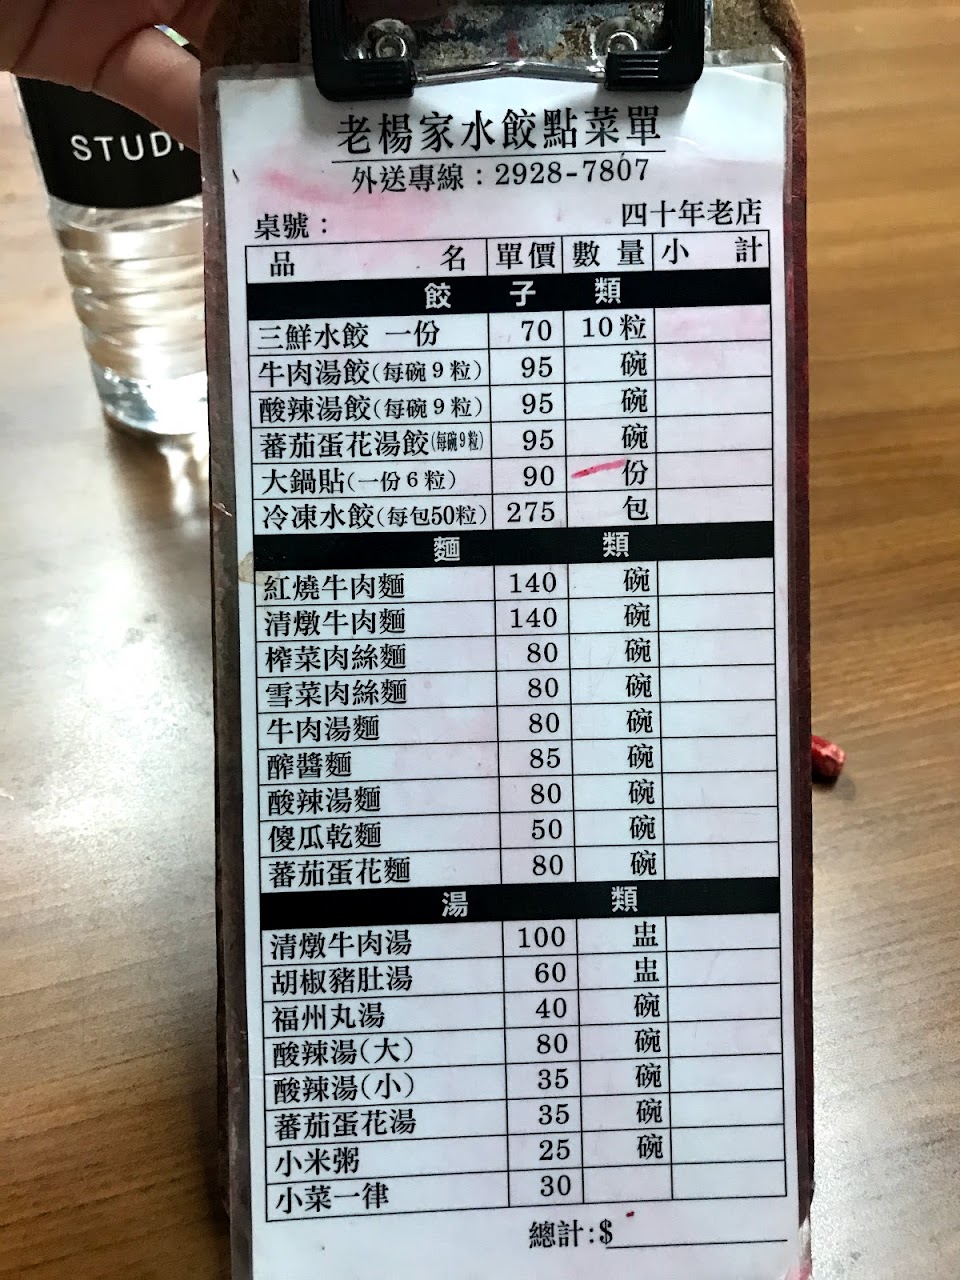 STUDI
老楊家水餃點菜單
外送專線：2928-7807
桌號： 四十年老店
品名 單價 數量 小計
餃子類
三鮮水餃 一份 70 10粒
牛肉湯餃(每碗9粒) 95 碗
酸辣湯餃(每碗9粒) 95 碗
蕃茄蛋花湯餃(每碗9粒) 95 碗
大鍋貼(一份6粒) 90 份
冷凍水餃(每包50粒) 275 包
麵類
紅燒牛肉麵 140 碗
清燉牛肉麵 140 碗
榨菜肉絲麵 80 碗
雪菜肉絲麵 80 碗
牛肉湯麵 80 碗
醡醬麵 85 碗
酸辣湯麵 80 碗
傻瓜乾麵 50 碗
蕃茄蛋花麵 80 碗
湯類
清燉牛肉湯 100 盅
胡椒豬肚湯 60 盅
福州丸湯 40 碗
酸辣湯(大) 80 碗
酸辣湯(小) 35 碗
蕃茄蛋花湯 35 碗
小米粥 25 碗
小菜一律 30
總計:$